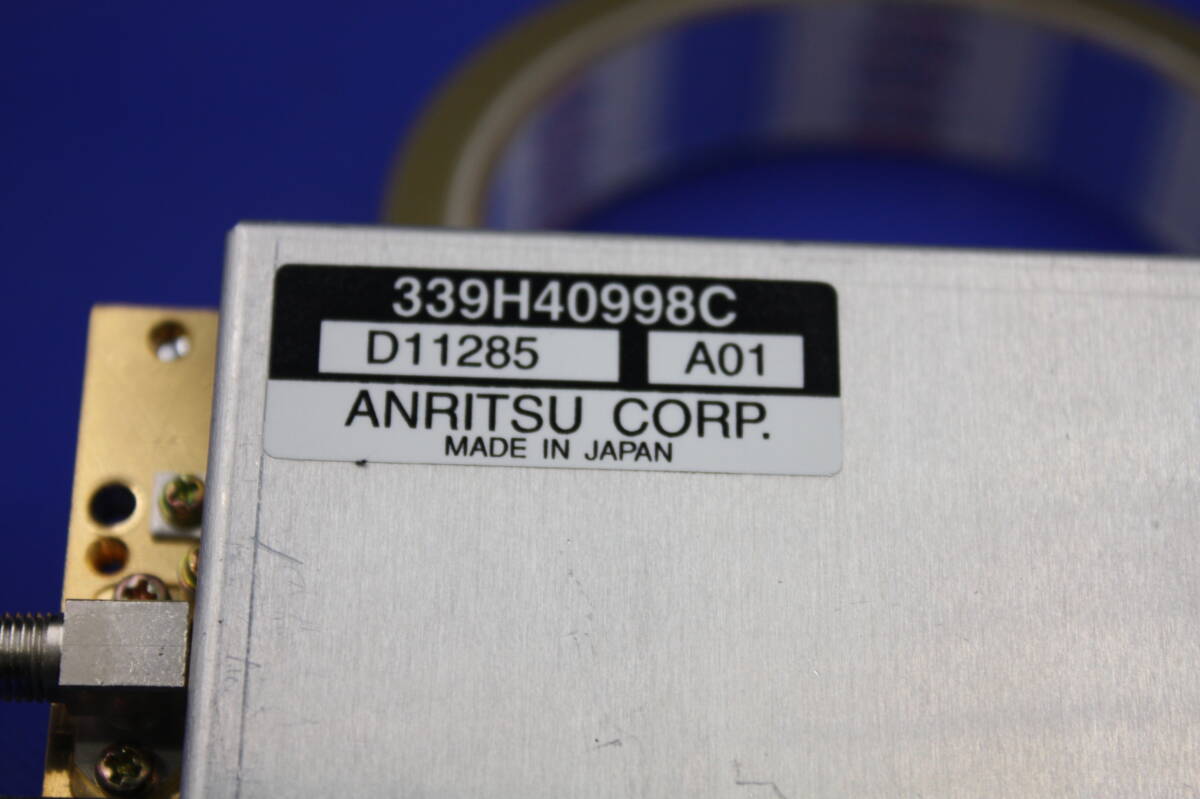 339H40998C
D11285 A01
ANRITSU CORP.
MADE IN JAPAN